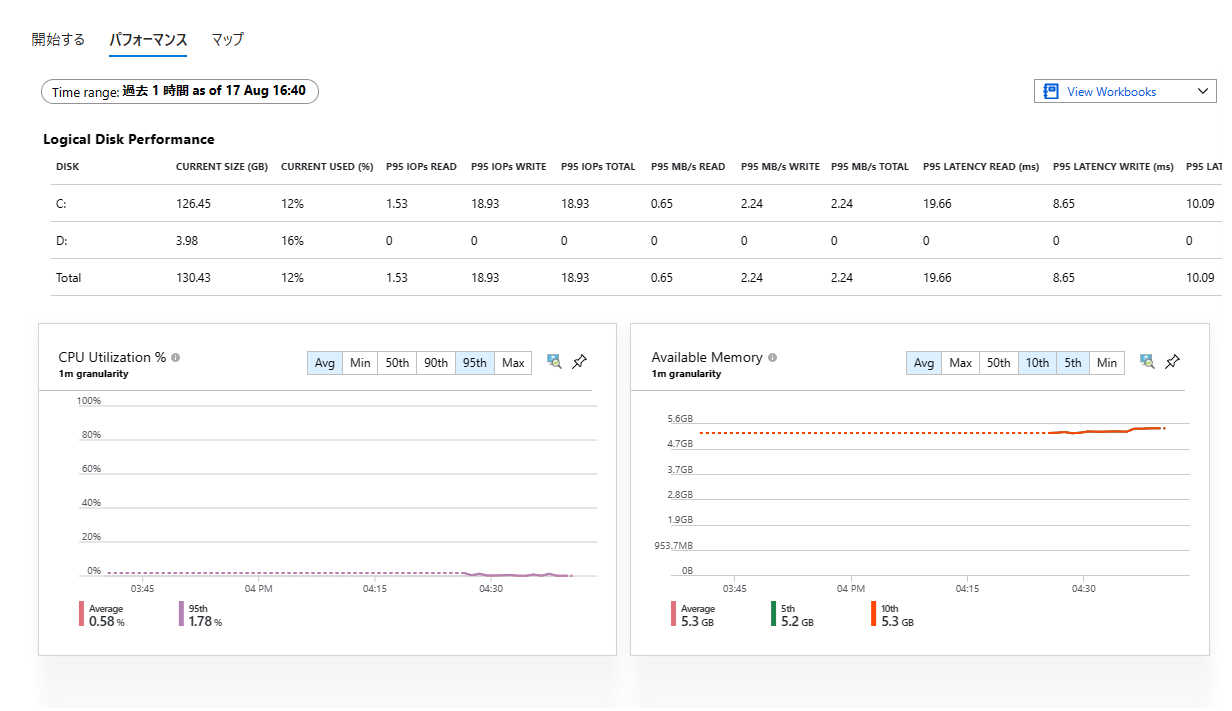 開始する パフォーマンス マップ
Time range: 過去 1 時間 as of 17 Aug 16:40
View Workbooks
Logical Disk Performance
DISK CURRENT SIZE (GB) CURRENT USED (%) P95 IOPs READ P95 IOPs WRITE P95 IOPs TOTAL P95 MB/s READ P95 MB/s WRITE P95 MB/s TOTAL P95 LATENCY READ (ms) P95 LATENCY WRITE (ms) P95 LAT
C: 126.45 12% 1.53 18.93 18.93 0.65 2.24 2.24 19.66 8.65 10.09
D: 3.98 16% 0 0 0 0 0 0 0 0 0
Total 130.43 12% 1.53 18.93 18.93 0.65 2.24 2.24 19.66 8.65 10.09
CPU Utilization %
1m granularity
Avg Min 50th 90th 95th Max
100%
80%
60%
40%
20%
0%
03:45 04 PM 04:15 04:30
Average 95th
0.58 % 1.78 %
Available Memory
1m granularity
Avg Max 50th 10th 5th Min
5.6GB
4.7GB
3.7GB
2.8GB
1.9GB
953.7MB
0B
03:45 04 PM 04:15 04:30
Average 5th 10th
5.3 GB 5.2 GB 5.3 GB